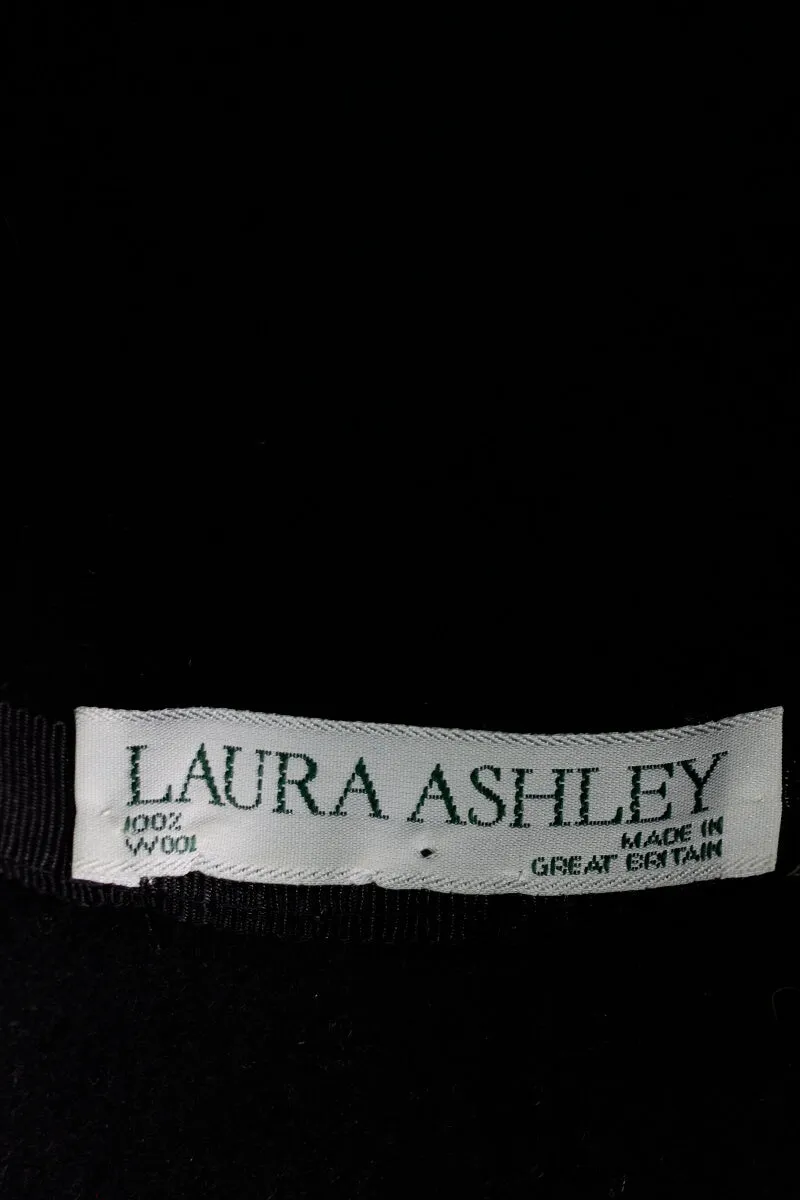 LAURA ASHLEY
100%
WOOL
MADE IN
GREAT BRITAIN